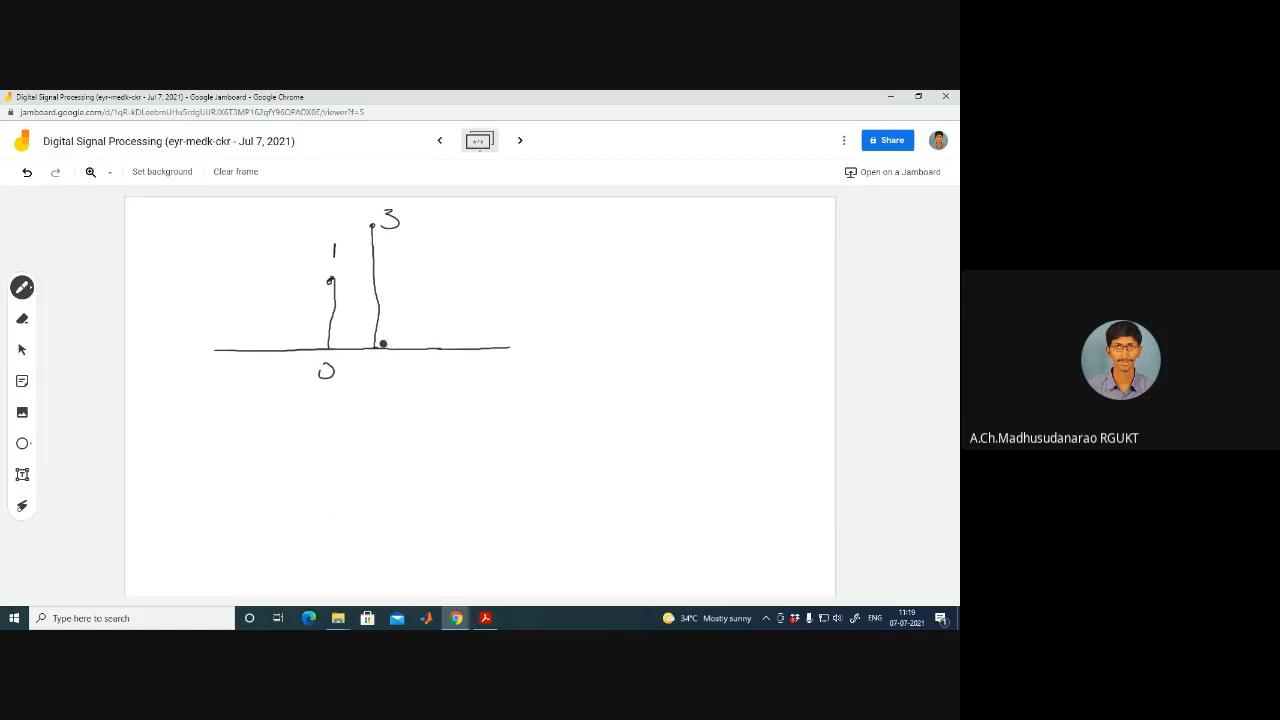 Digital Signal Processing (eyr-medk-ckr - Jul 7, 2021) - Google Jamboard - Google Chrome
Digital Signal Processing (eyr-medk-ckr - Jul 7, 2021)
6 / 6
Share
Set background
Clear frame
Open on a Jamboard
3
1
0
A.Ch.Madhusudanarao RGUKT
Type here to search
34°C Mostly sunny
ENG
11:19
07-07-2021